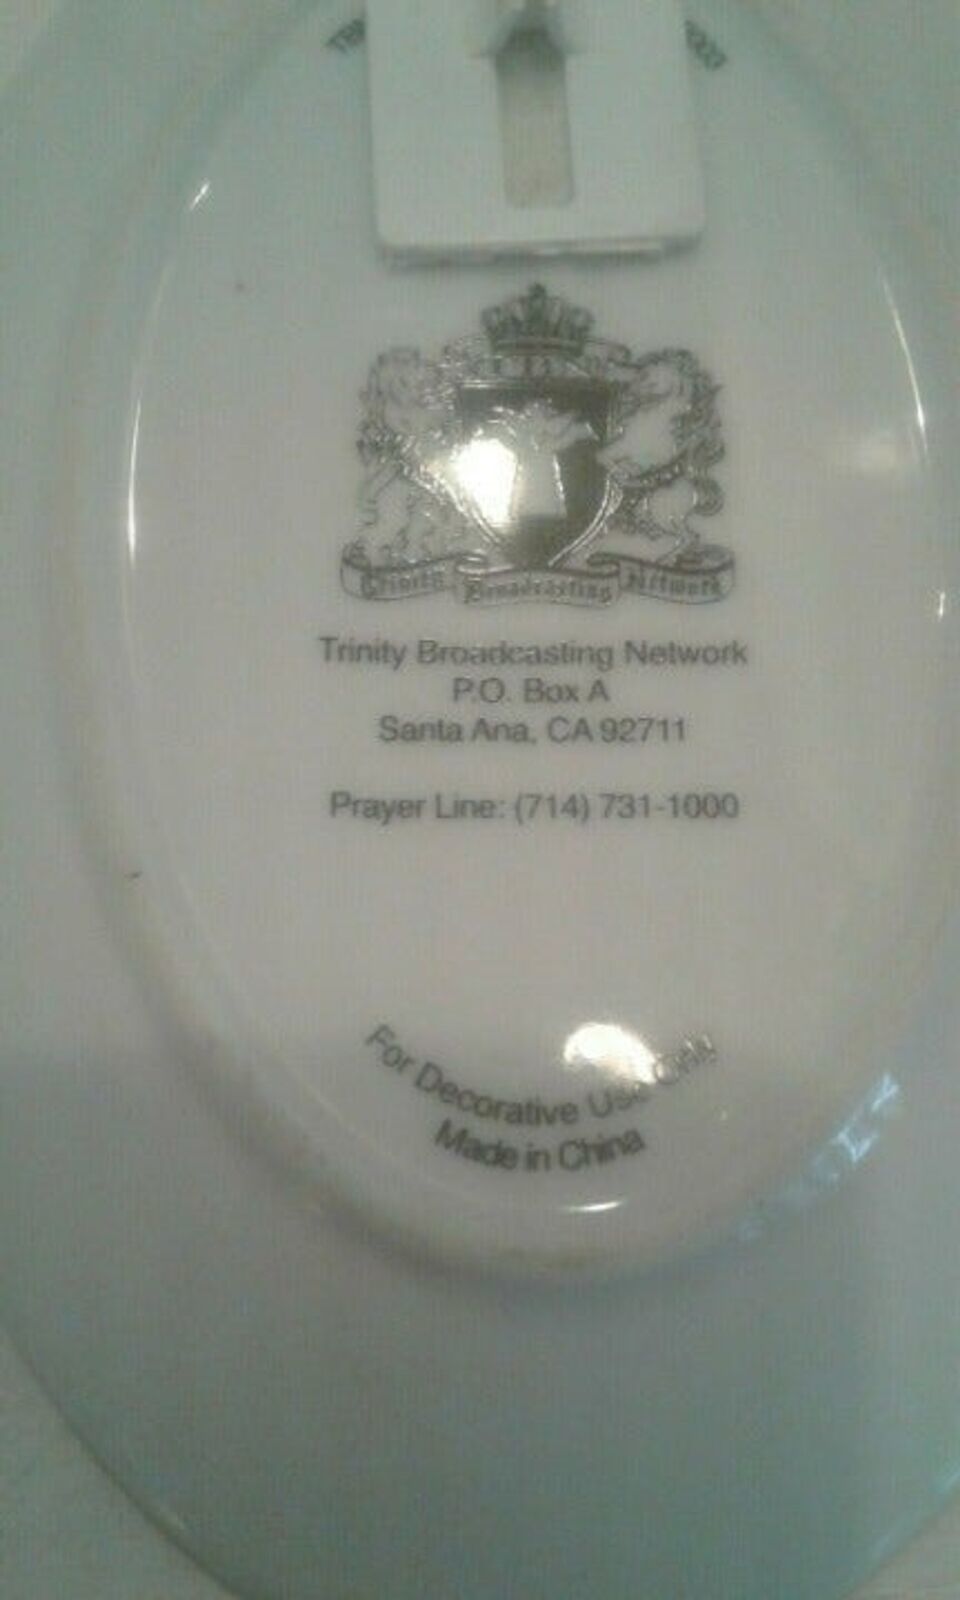 Trinity Broadcasting Network
Trinity Broadcasting Network
P.O. Box A
Santa Ana, CA 92711
Prayer Line: (714) 731-1000
For Decorative Use Only
Made in China